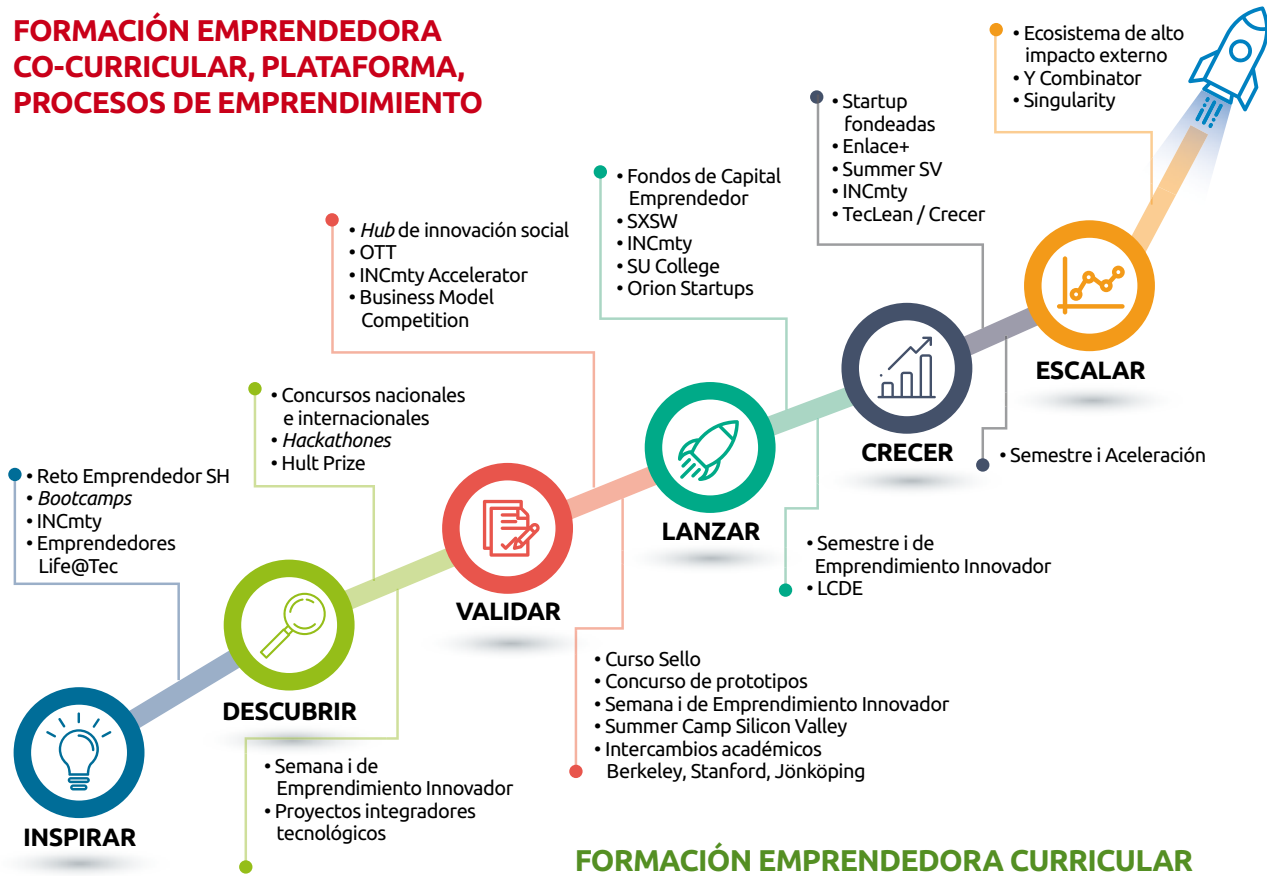 FORMACIÓN EMPRENDEDORA
CO-CURRICULAR, PLATAFORMA,
PROCESOS DE EMPRENDIMIENTO
• Reto Emprendedor SH
• Bootcamps
• INCmty
• Emprendedores
Life@Tec
INSPIRAR
• Concursos nacionales
e internacionales
• Hackathones
• Hult Prize
DESCUBRIR
• Semana i de
Emprendimiento Innovador
• Proyectos integradores
tecnológicos
• Hub de innovación social
• OTT
• INCmty Accelerator
• Business Model
Competition
VALIDAR
• Curso Sello
• Concurso de prototipos
• Semana i de Emprendimiento Innovador
• Summer Camp Silicon Valley
• Intercambios académicos
Berkeley, Stanford, Jönköping
• Fondos de Capital
Emprendedor
• SXSW
• INCmty
• SU College
• Orion Startups
LANZAR
• Semestre i de
Emprendimiento Innovador
• LCDE
• Startup
fondeadas
• Enlace+
• Summer SV
• INCmty
• TecLean / Crecer
CRECER
• Semestre i Aceleración
• Ecosistema de alto
impacto externo
• Y Combinator
• Singularity
ESCALAR
FORMACIÓN EMPRENDEDORA CURRICULAR